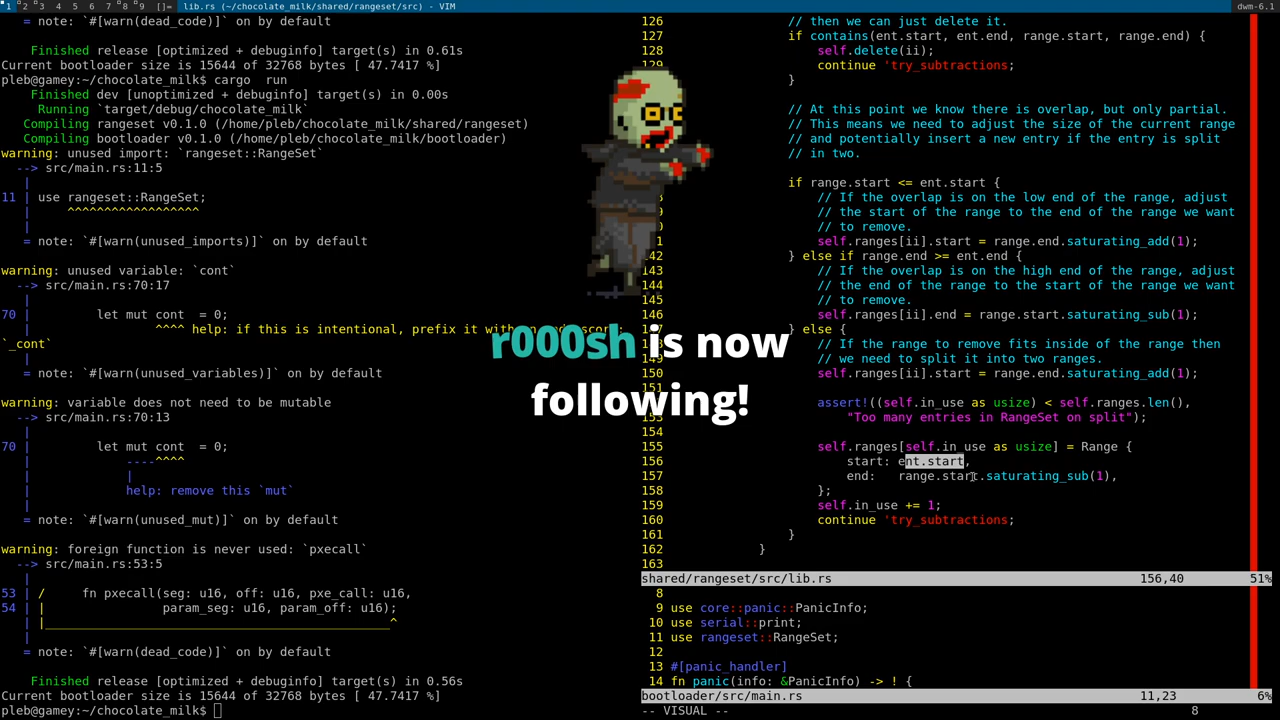 1 2 3 4 5 6 7 8 9 []= lib.rs (~/chocolate_milk/shared/rangeset/src) - VIM dwm-6.1
= note: `#[warn(dead_code)]` on by default
Finished release [optimized + debuginfo] target(s) in 0.61s
Current bootloader size is 15644 of 32768 bytes [ 47.7417 %]
pleb@gamey:~/chocolate_milk$ cargo  run
Finished dev [unoptimized + debuginfo] target(s) in 0.00s
Running `target/debug/chocolate_milk`
Compiling rangeset v0.1.0 (/home/pleb/chocolate_milk/shared/rangeset)
Compiling bootloader v0.1.0 (/home/pleb/chocolate_milk/bootloader)
warning: unused import: `rangeset::RangeSet`
--> src/main.rs:11:5
|
11 | use rangeset::RangeSet;
|     ^^^^^^^^^^^^^^^^^^
|
= note: `#[warn(unused_imports)]` on by default
warning: unused variable: `cont`
--> src/main.rs:70:17
|
70 |         let mut cont  = 0;
|                 ^^^^ help: if this is intentional, prefix it with
`_cont`
|
= note: `#[warn(unused_variables)]` on by default
warning: variable does not need to be mutable
--> src/main.rs:70:13
|
70 |         let mut cont  = 0;
|             ----^^^^
|             |
|             help: remove this `mut`
|
= note: `#[warn(unused_mut)]` on by default
warning: foreign function is never used: `pxecall`
--> src/main.rs:53:5
|
53 | /     fn pxecall(seg: u16, off: u16, pxe_call: u16,
54 | |                param_seg: u16, param_off: u16);
| |_______________________________________________^
|
= note: `#[warn(dead_code)]` on by default
Finished release [optimized + debuginfo] target(s) in 0.56s
Current bootloader size is 15644 of 32768 bytes [ 47.7417 %]
pleb@gamey:~/chocolate_milk$
r000sh is now
following!
126 // then we can just delete it.
127 if contains(ent.start, ent.end, range.start, range.end) {
128 self.delete(ii);
129 continue 'try_subtractions;
}
// At this point we know there is overlap, but only partial.
// This means we need to adjust the size of the current range
// and potentially insert a new entry if the entry is split
// in two.
if range.start <= ent.start {
// If the overlap is on the low end of the range, adjust
// the start of the range to the end of the range we want
// to remove.
self.ranges[ii].start = range.end.saturating_add(1);
142 } else if range.end >= ent.end {
143 // If the overlap is on the high end of the range, adjust
144 // the end of the range to the start of the range we want
145 // to remove.
146 self.ranges[ii].end = range.start.saturating_sub(1);
} else {
// If the range to remove fits inside of the range then
// we need to split it into two ranges.
150 self.ranges[ii].start = range.end.saturating_add(1);
151
assert!((self.in_use as usize) < self.ranges.len(),
"Too many entries in RangeSet on split");
154
155 self.ranges[self.in_use as usize] = Range {
156 start: ent.start,
157 end:   range.start.saturating_sub(1),
158 };
159 self.in_use += 1;
160 continue 'try_subtractions;
161 }
162 }
163
shared/rangeset/src/lib.rs 156,40 51%
8
9 use core::panic::PanicInfo;
10 use serial::print;
11 use rangeset::RangeSet;
12
13 #[panic_handler]
14 fn panic(info: &PanicInfo) -> ! {
bootloader/src/main.rs 11,23 6%
-- VISUAL -- 8